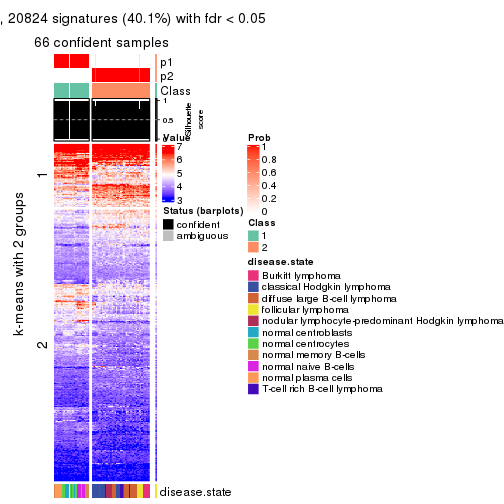 , 20824 signatures (40.1%) with fdr < 0.05
66 confident samples
p1
p2
Class
1
0.5
0
Silhouette
score
k-means with 2 groups
1
2
Value
7
6
5
4
3
Status (barplots)
confident
ambiguous
Prob
1
0.8
0.6
0.4
0.2
0
Class
1
2
disease.state
Burkitt lymphoma
classical Hodgkin lymphoma
diffuse large B-cell lymphoma
follicular lymphoma
nodular lymphocyte-predominant Hodgkin lymphoma
normal centroblasts
normal centrocytes
normal memory B-cells
normal naive B-cells
normal plasma cells
T-cell rich B-cell lymphoma
disease.state